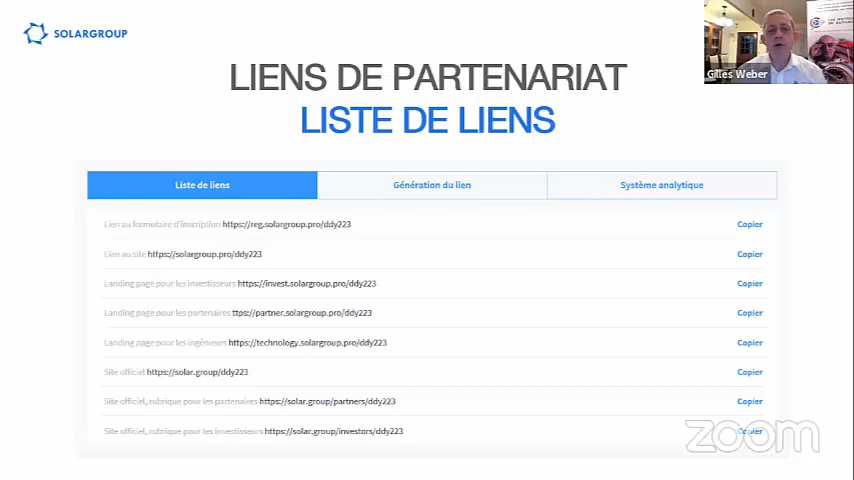 SOLARGROUP
LIENS DE PARTENARIAT
LISTE DE LIENS
Gilles Weber
Liste de liens
Génération du lien
Système analytique
Lien au formulaire d'inscription https://reg.solargroup.pro/ddy223 Copier
Lien au site https://solargroup.pro/ddy223 Copier
Landing page pour les investisseurs https://invest.solargroup.pro/ddy223 Copier
Landing page pour les partenaires ttps://partner.solargroup.pro/ddy223 Copier
Landing page pour les ingénieurs https://technology.solargroup.pro/ddy223 Copier
Site officiel https://solar.group/ddy223 Copier
Site officiel, rubrique pour les partenaires https://solar.group/partners/ddy223 Copier
Site officiel, rubrique pour les investisseurs https://solar.group/investors/ddy223 Copier
zoom